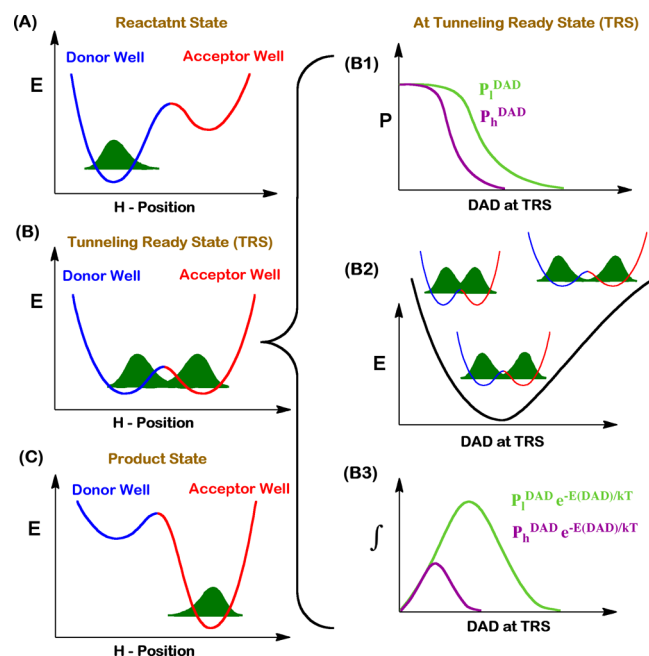 (A)
Reactatnt State
Donor Well
Acceptor Well
E
H - Position
(B)
Tunneling Ready State (TRS)
Donor Well
Acceptor Well
E
H - Position
(C)
Product State
Donor Well
Acceptor Well
E
H - Position
At Tunneling Ready State (TRS)
(B1)
P_l^DAD
P_h^DAD
P
DAD at TRS
(B2)
E
DAD at TRS
(B3)
P_l^DAD e^-E(DAD)/kT
P_h^DAD e^-E(DAD)/kT
∫
DAD at TRS